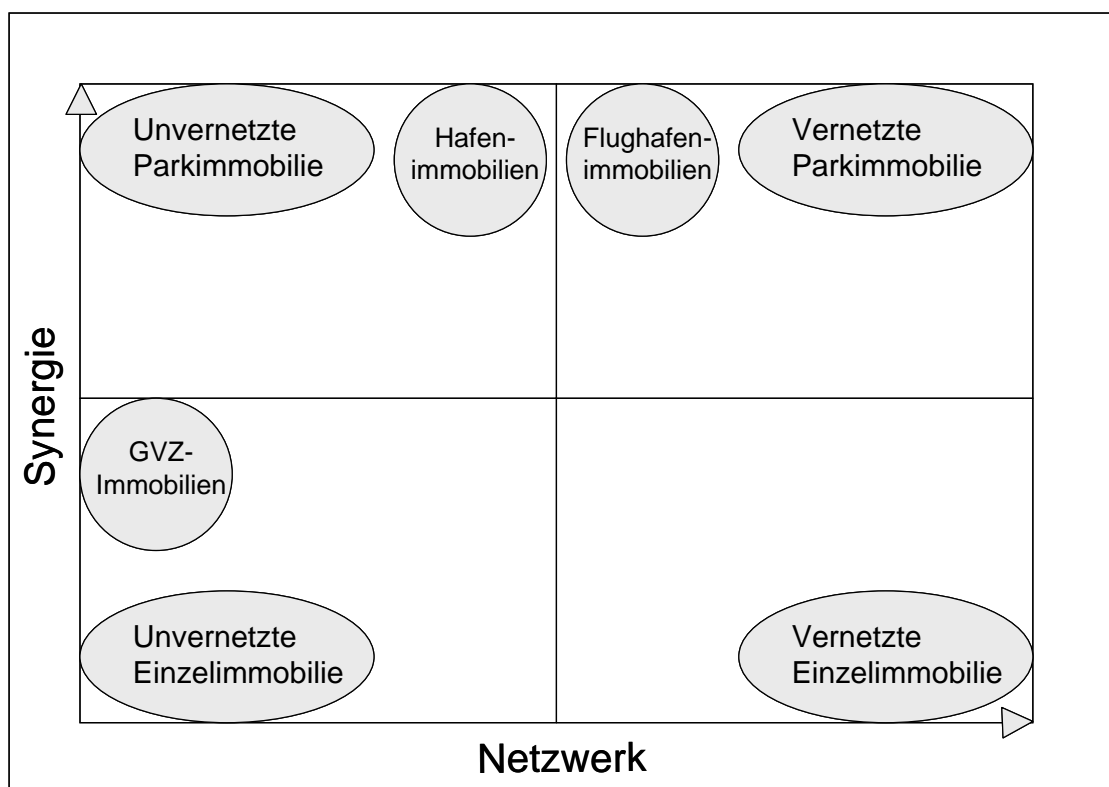 Unvernetzte
Parkimmobilie
Hafen-
immobilien
Flughafen-
immobilien
Vernetzte
Parkimmobilie
Synergie
GVZ-
Immobilien
Unvernetzte
Einzelimmobilie
Vernetzte
Einzelimmobilie
Netzwerk